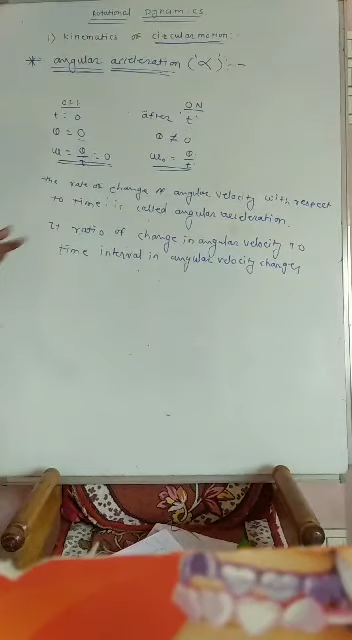 Rotational Dynamics
1) kinematics of circular motion:-
* angular acceleration (α) :-
OFF ON
t = 0 after t'
θ = 0 θ ≠ 0
ω = θ/t = 0 ω₀ = θ/t
The rate of change of angular velocity with respect
to time is called angular acceleration.
It ratio of change in angular velocity to
time interval in angular velocity changes